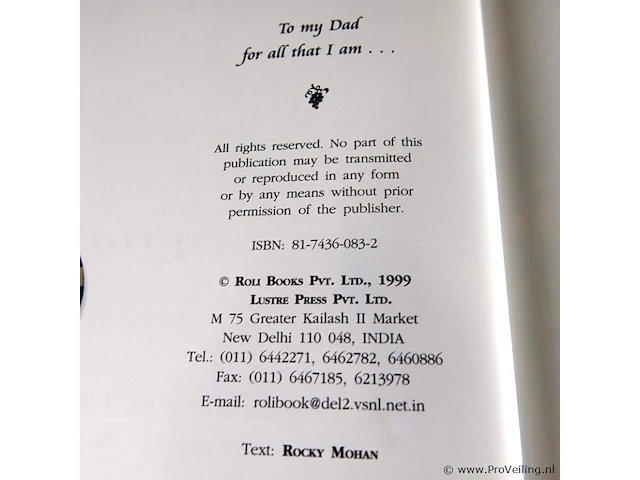 To my Dad
for all that I am . . .
All rights reserved. No part of this
publication may be transmitted
or reproduced in any form
or by any means without prior
permission of the publisher.
ISBN: 81-7436-083-2
© ROLI BOOKS PVT. LTD., 1999
LUSTRE PRESS PVT. LTD.
M 75 Greater Kailash II Market
New Delhi 110 048, INDIA
Tel.: (011) 6442271, 6462782, 6460886
Fax: (011) 6467185, 6213978
E-mail: rolibook@del2.vsnl.net.in
Text: ROCKY MOHAN
© www.ProVeiling.nl